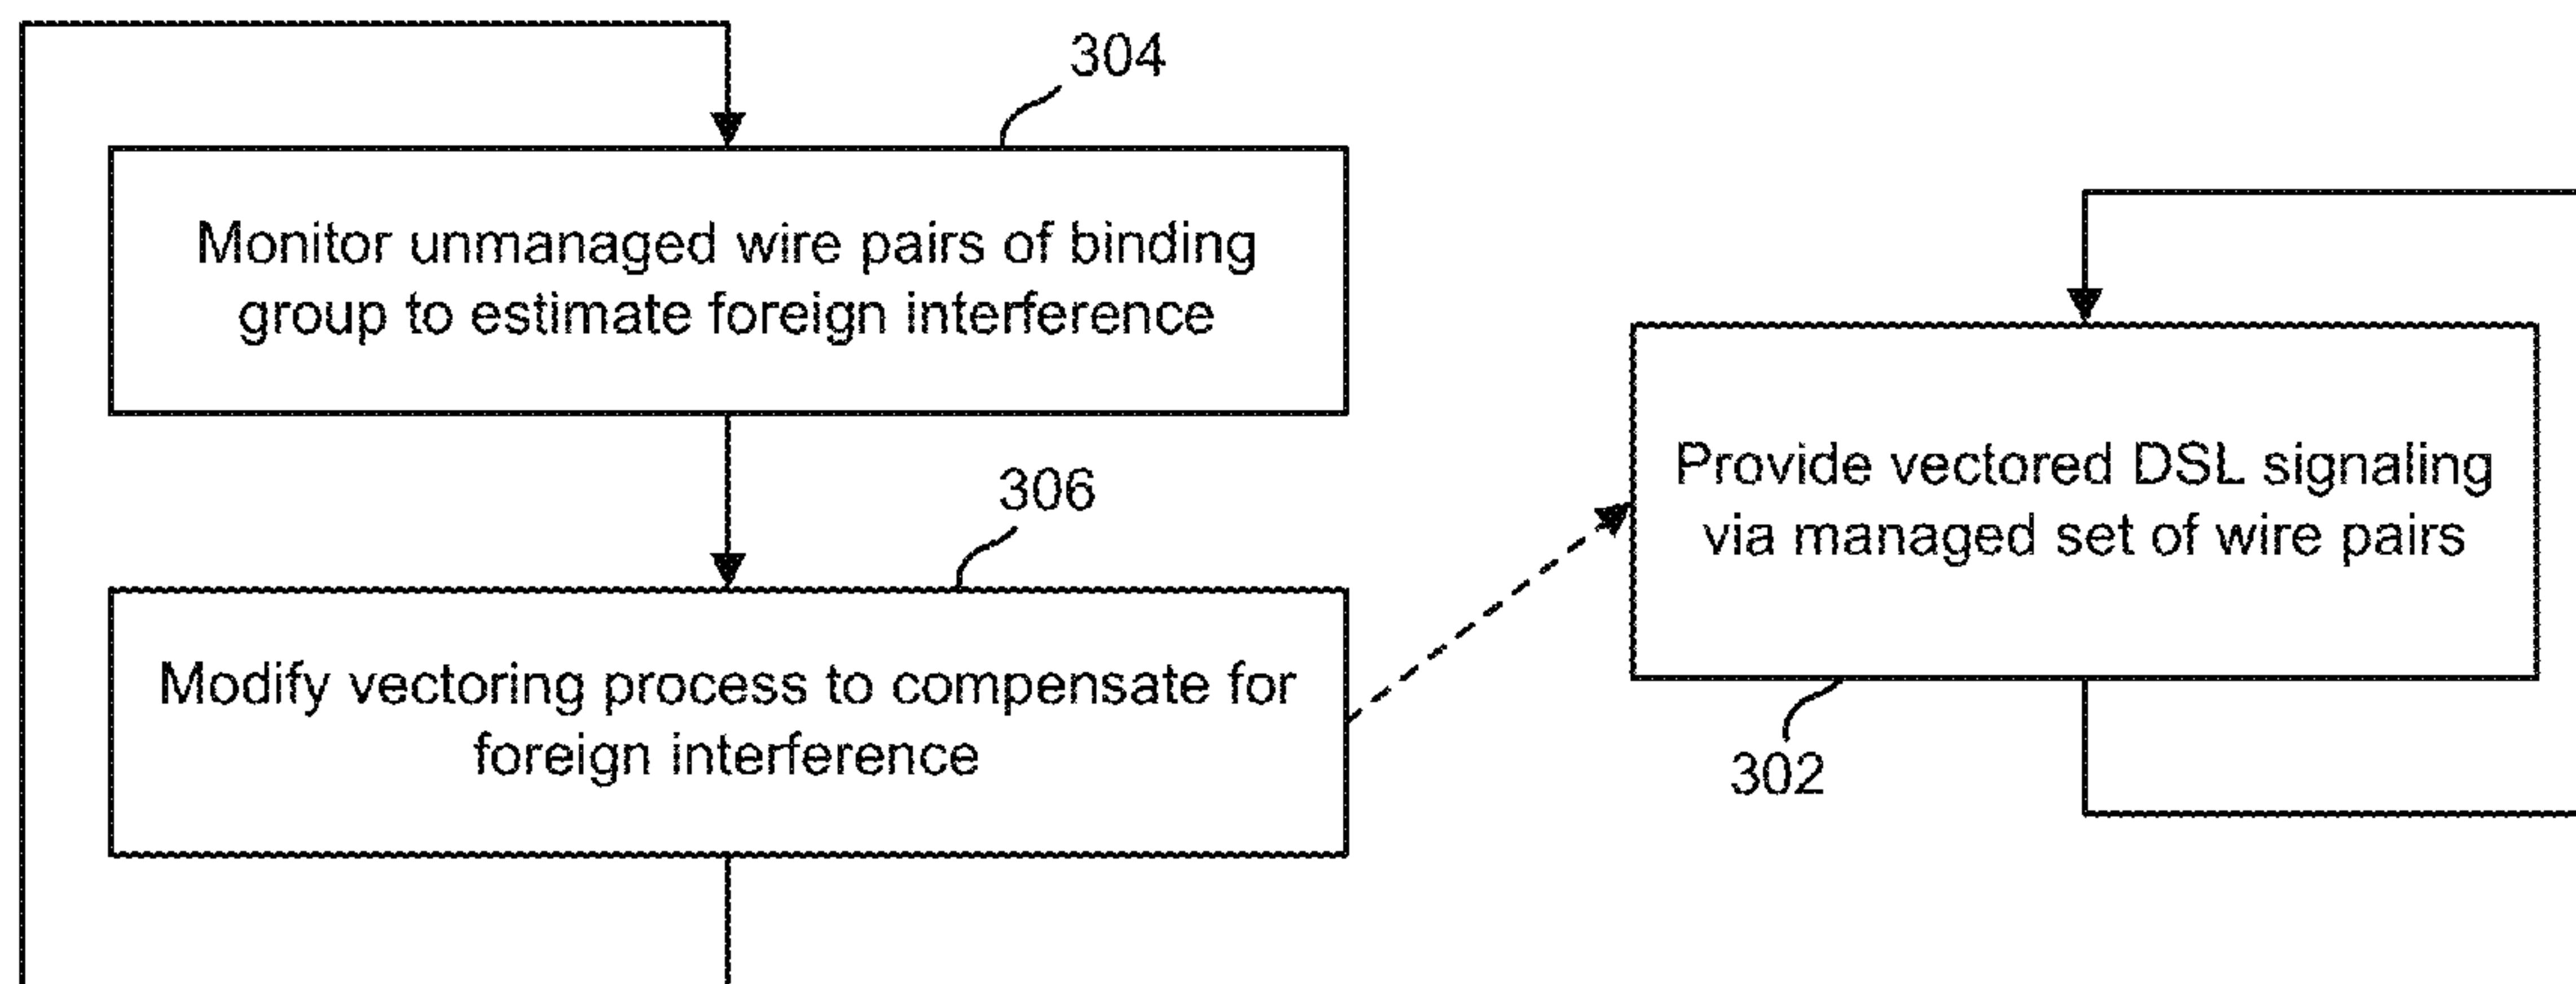 304
Monitor unmanaged wire pairs of binding
group to estimate foreign interference
306
Modify vectoring process to compensate for
foreign interference
Provide vectored DSL signaling
via managed set of wire pairs
302